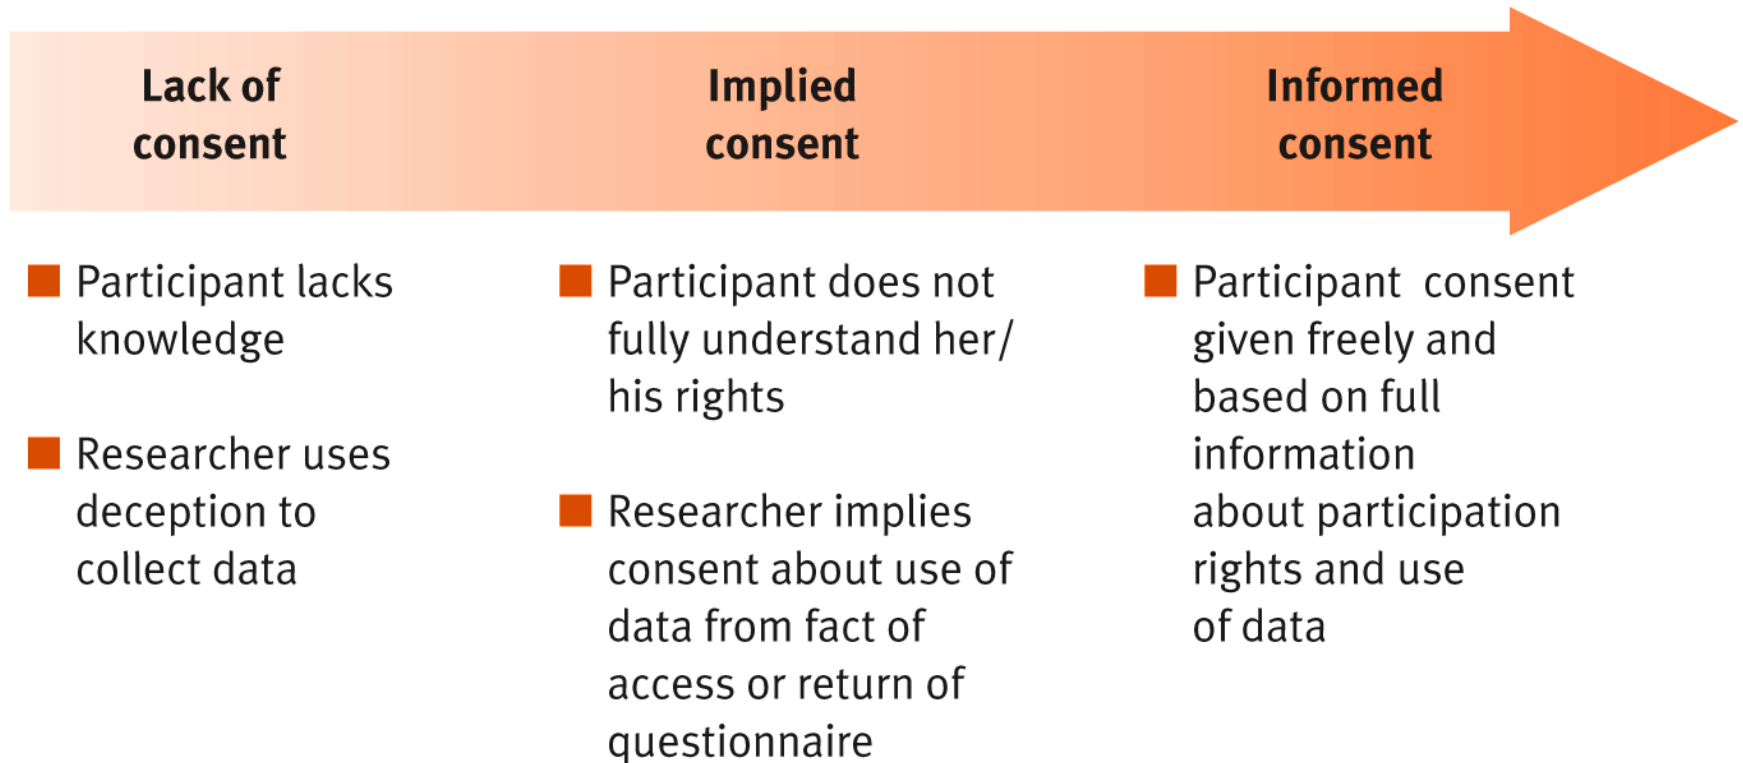 Lack of
consent
Implied
consent
Informed
consent
Participant lacks
knowledge
Researcher uses
deception to
collect data
Participant does not
fully understand her/
his rights
Researcher implies
consent about use of
data from fact of
access or return of
questionnaire
Participant consent
given freely and
based on full
information
about participation
rights and use
of data